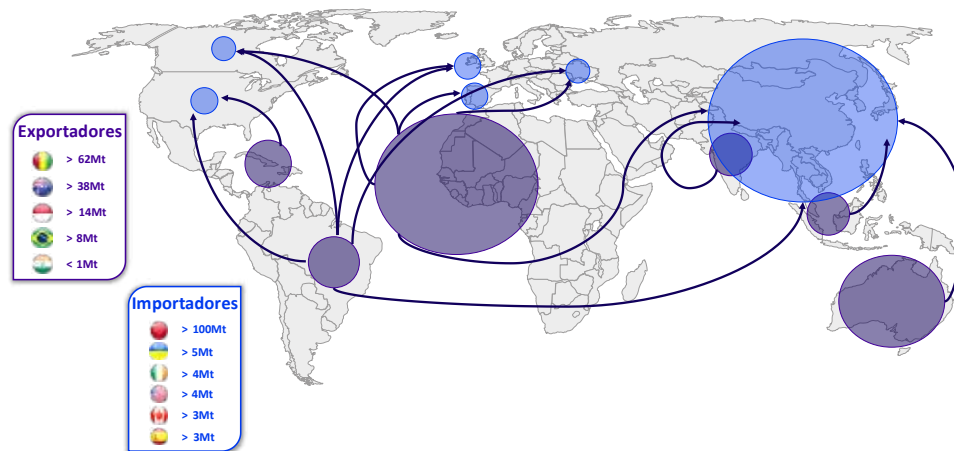 Exportadores
> 62Mt
> 38Mt
> 14Mt
> 8Mt
< 1Mt
Importadores
> 100Mt
> 5Mt
> 4Mt
> 4Mt
> 3Mt
> 3Mt